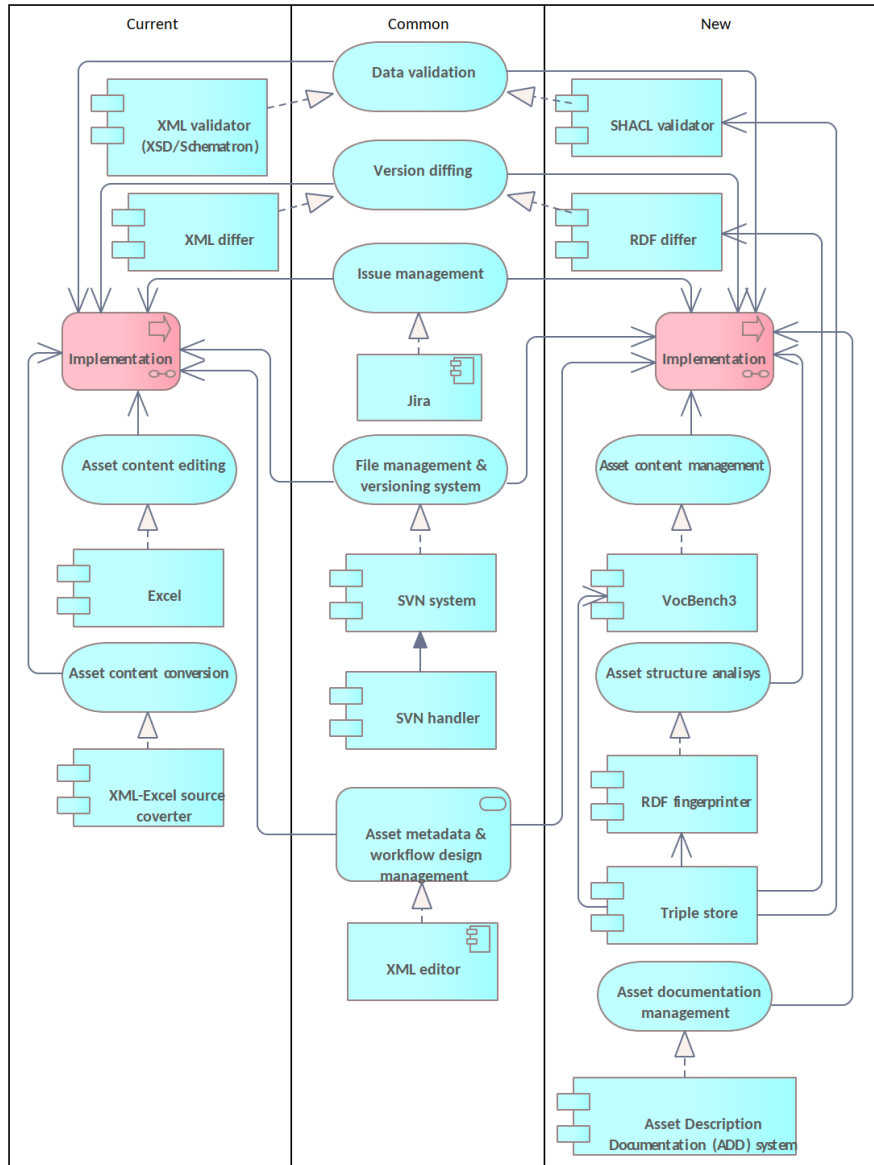 Current
Common
New
Data validation
XML validator
(XSD/Schematron)
SHACL validator
Version diffing
XML differ
RDF differ
Issue management
Implementation
Implementation
Jira
Asset content editing
File management &
versioning system
Asset content management
Excel
SVN system
VocBench3
Asset content conversion
Asset structure analisys
SVN handler
XML-Excel source
coverter
RDF fingerprinter
Asset metadata &
workflow design
management
Triple store
XML editor
Asset documentation
management
Asset Description
Documentation (ADD) system